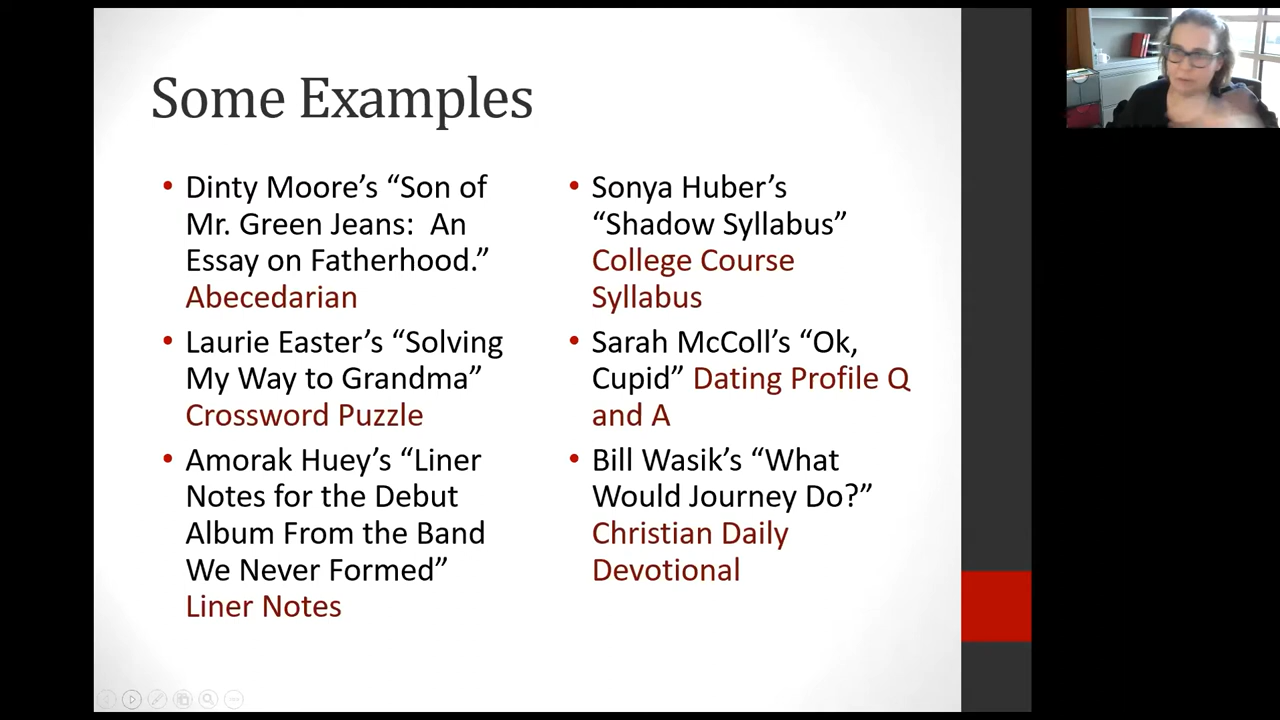 Some Examples
• Dinty Moore’s “Son of
Mr. Green Jeans:  An
Essay on Fatherhood.”
Abecedarian
• Laurie Easter’s “Solving
My Way to Grandma”
Crossword Puzzle
• Amorak Huey’s “Liner
Notes for the Debut
Album From the Band
We Never Formed”
Liner Notes
• Sonya Huber’s
“Shadow Syllabus”
College Course
Syllabus
• Sarah McColl’s “Ok,
Cupid” Dating Profile Q
and A
• Bill Wasik’s “What
Would Journey Do?”
Christian Daily
Devotional